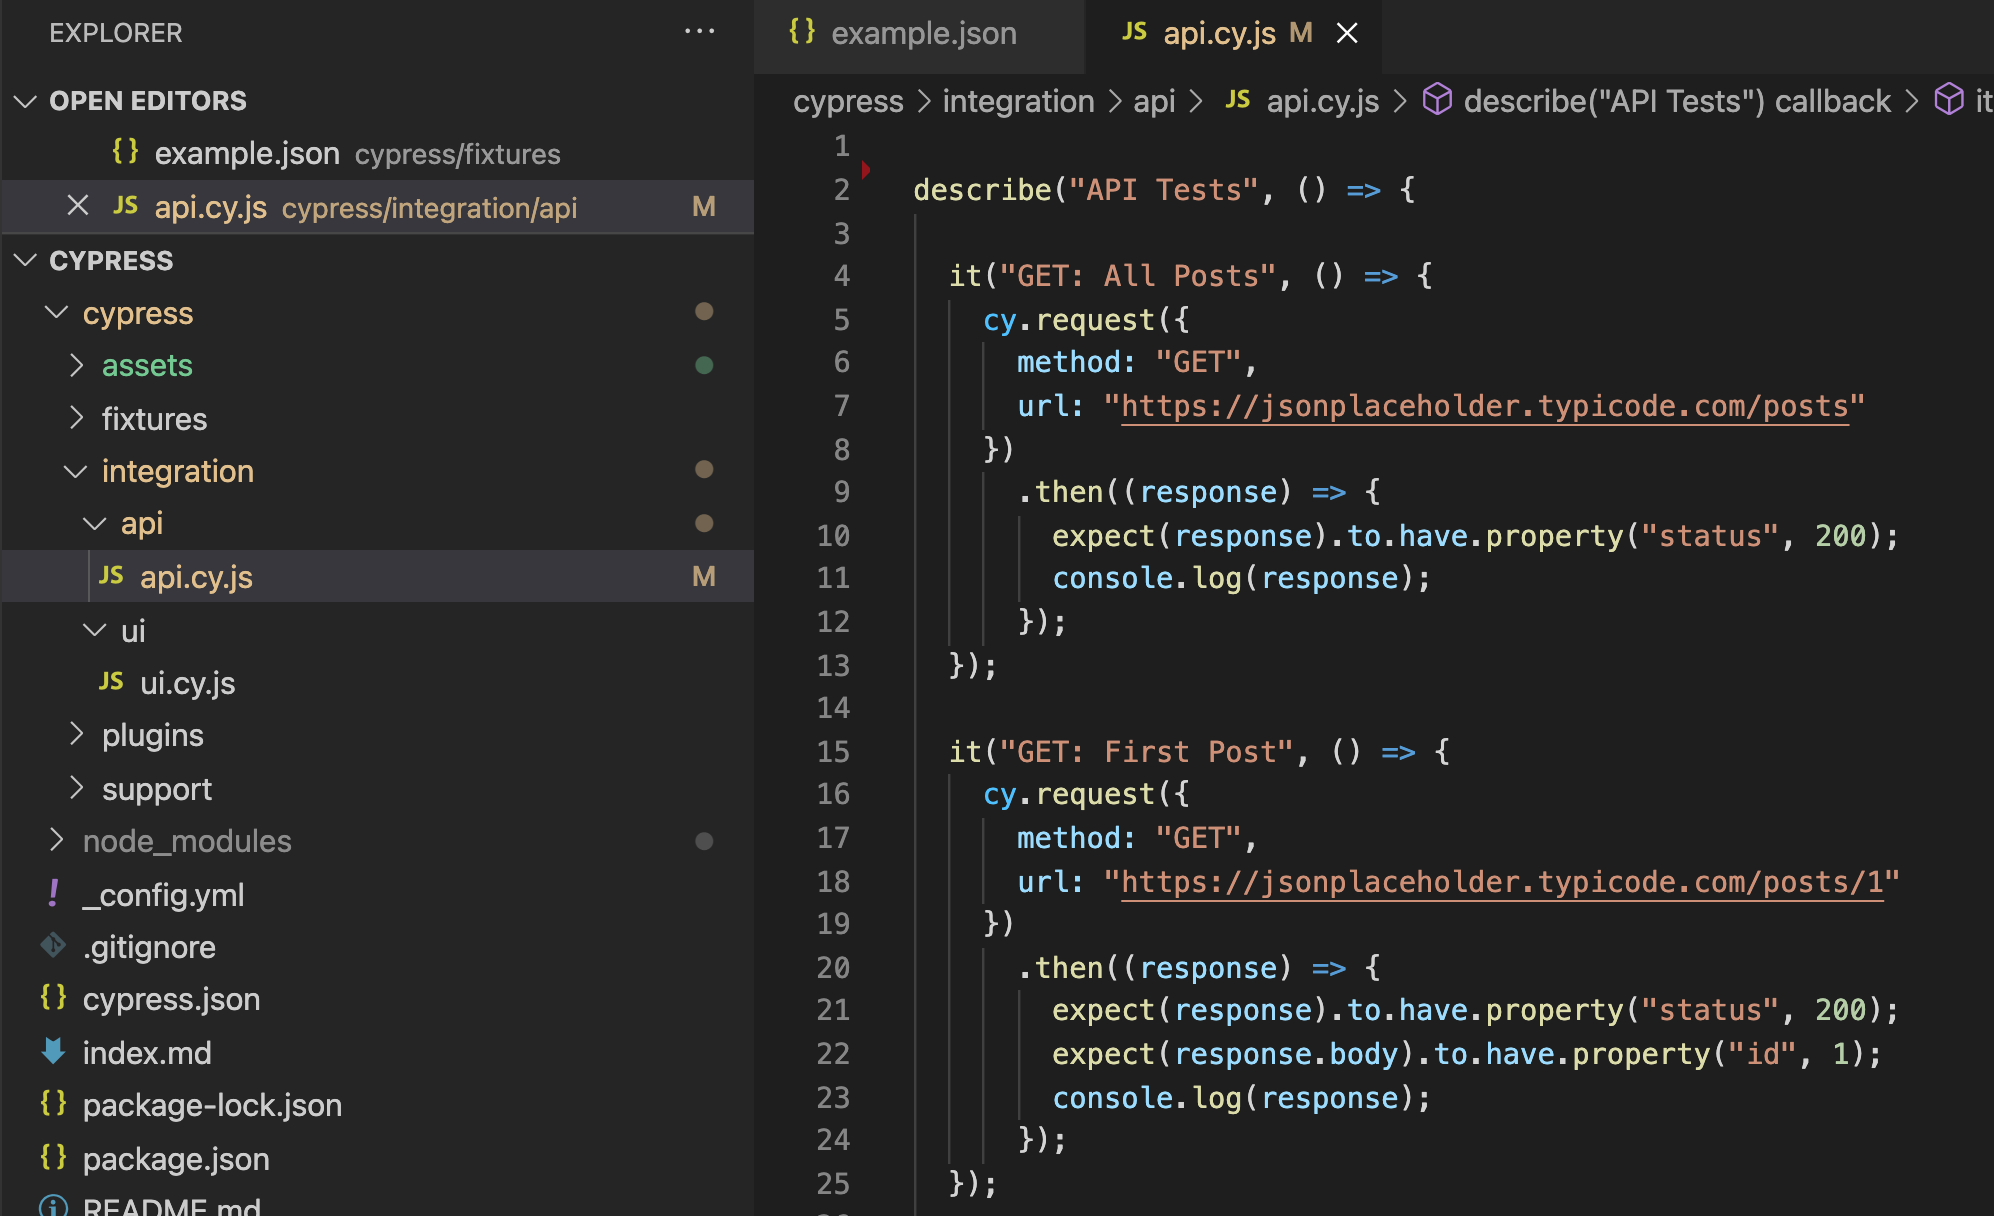 EXPLORER ···
OPEN EDITORS
{} example.json cypress/fixtures
JS api.cy.js cypress/integration/api M
CYPRESS
cypress
assets
fixtures
integration
api
JS api.cy.js M
ui
JS ui.cy.js
plugins
support
node_modules
! _config.yml
.gitignore
{} cypress.json
index.md
{} package-lock.json
{} package.json
README.md
{} example.json JS api.cy.js M
cypress > integration > api > JS api.cy.js > describe("API Tests") callback > it
1
2 describe("API Tests", () => {
3
4 it("GET: All Posts", () => {
5 cy.request({
6 method: "GET",
7 url: "https://jsonplaceholder.typicode.com/posts"
8 })
9 .then((response) => {
10 expect(response).to.have.property("status", 200);
11 console.log(response);
12 });
13 });
14
15 it("GET: First Post", () => {
16 cy.request({
17 method: "GET",
18 url: "https://jsonplaceholder.typicode.com/posts/1"
19 })
20 .then((response) => {
21 expect(response).to.have.property("status", 200);
22 expect(response.body).to.have.property("id", 1);
23 console.log(response);
24 });
25 });